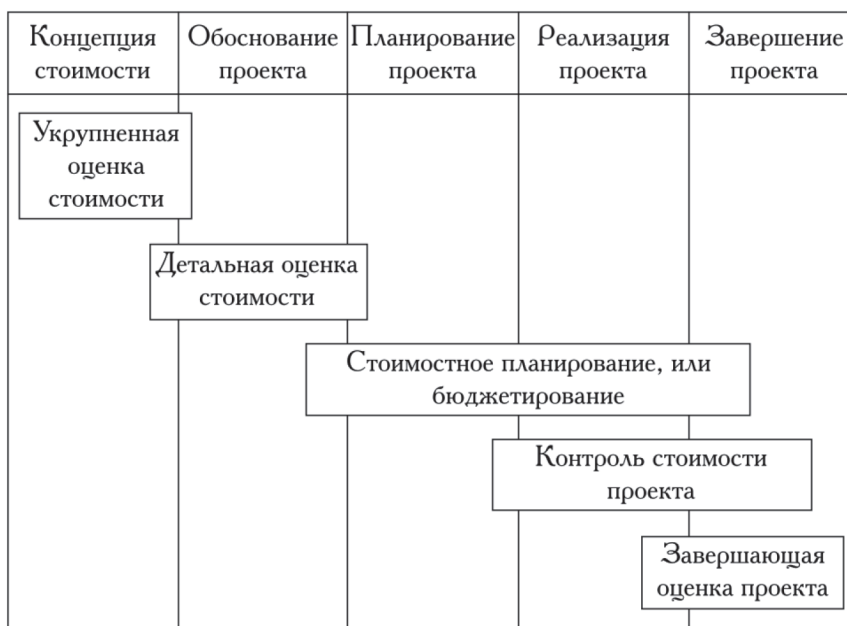 Концепция
стоимости
Обоснование
проекта
Планирование
проекта
Реализация
проекта
Завершение
проекта
Укрупненная
оценка
стоимости
Детальная оценка
стоимости
Стоимостное планирование, или
бюджетирование
Контроль стоимости
проекта
Завершающая
оценка проекта